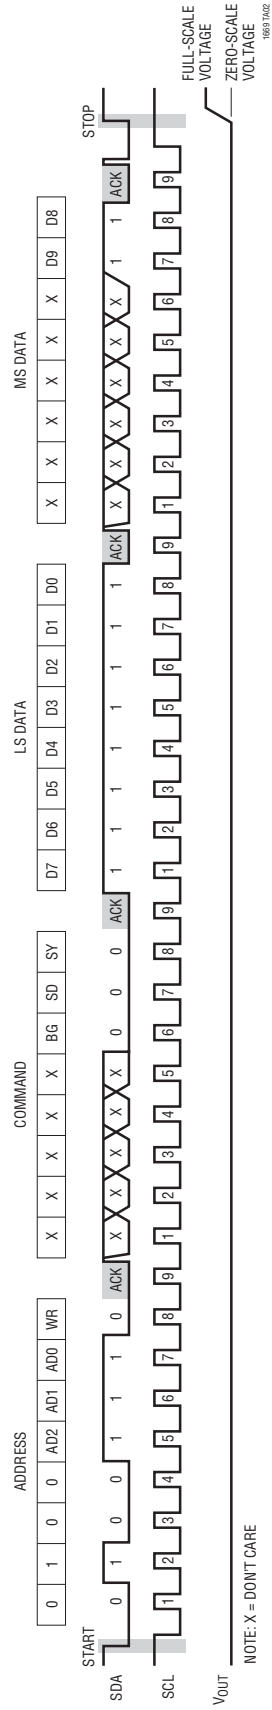 ADDRESS COMMAND LS DATA MS DATA
0 1 0 0 AD2 AD1 AD0 WR X X X X X BG SD SY D7 D6 D5 D4 D3 D2 D1 D0 X X X X X X D9 D8
START STOP
SDA 0 1 0 0 1 1 1 0 ACK X X X X X 0 0 0 ACK 1 1 1 1 1 1 1 1 ACK X X X X X X 1 1 ACK
SCL 1 2 3 4 5 6 7 8 9 1 2 3 4 5 6 7 8 9 1 2 3 4 5 6 7 8 9 1 2 3 4 5 6 7 8 9
FULL-SCALE
VOLTAGE
VOUT
ZERO-SCALE
VOLTAGE
NOTE: X = DON'T CARE
1669 TA02